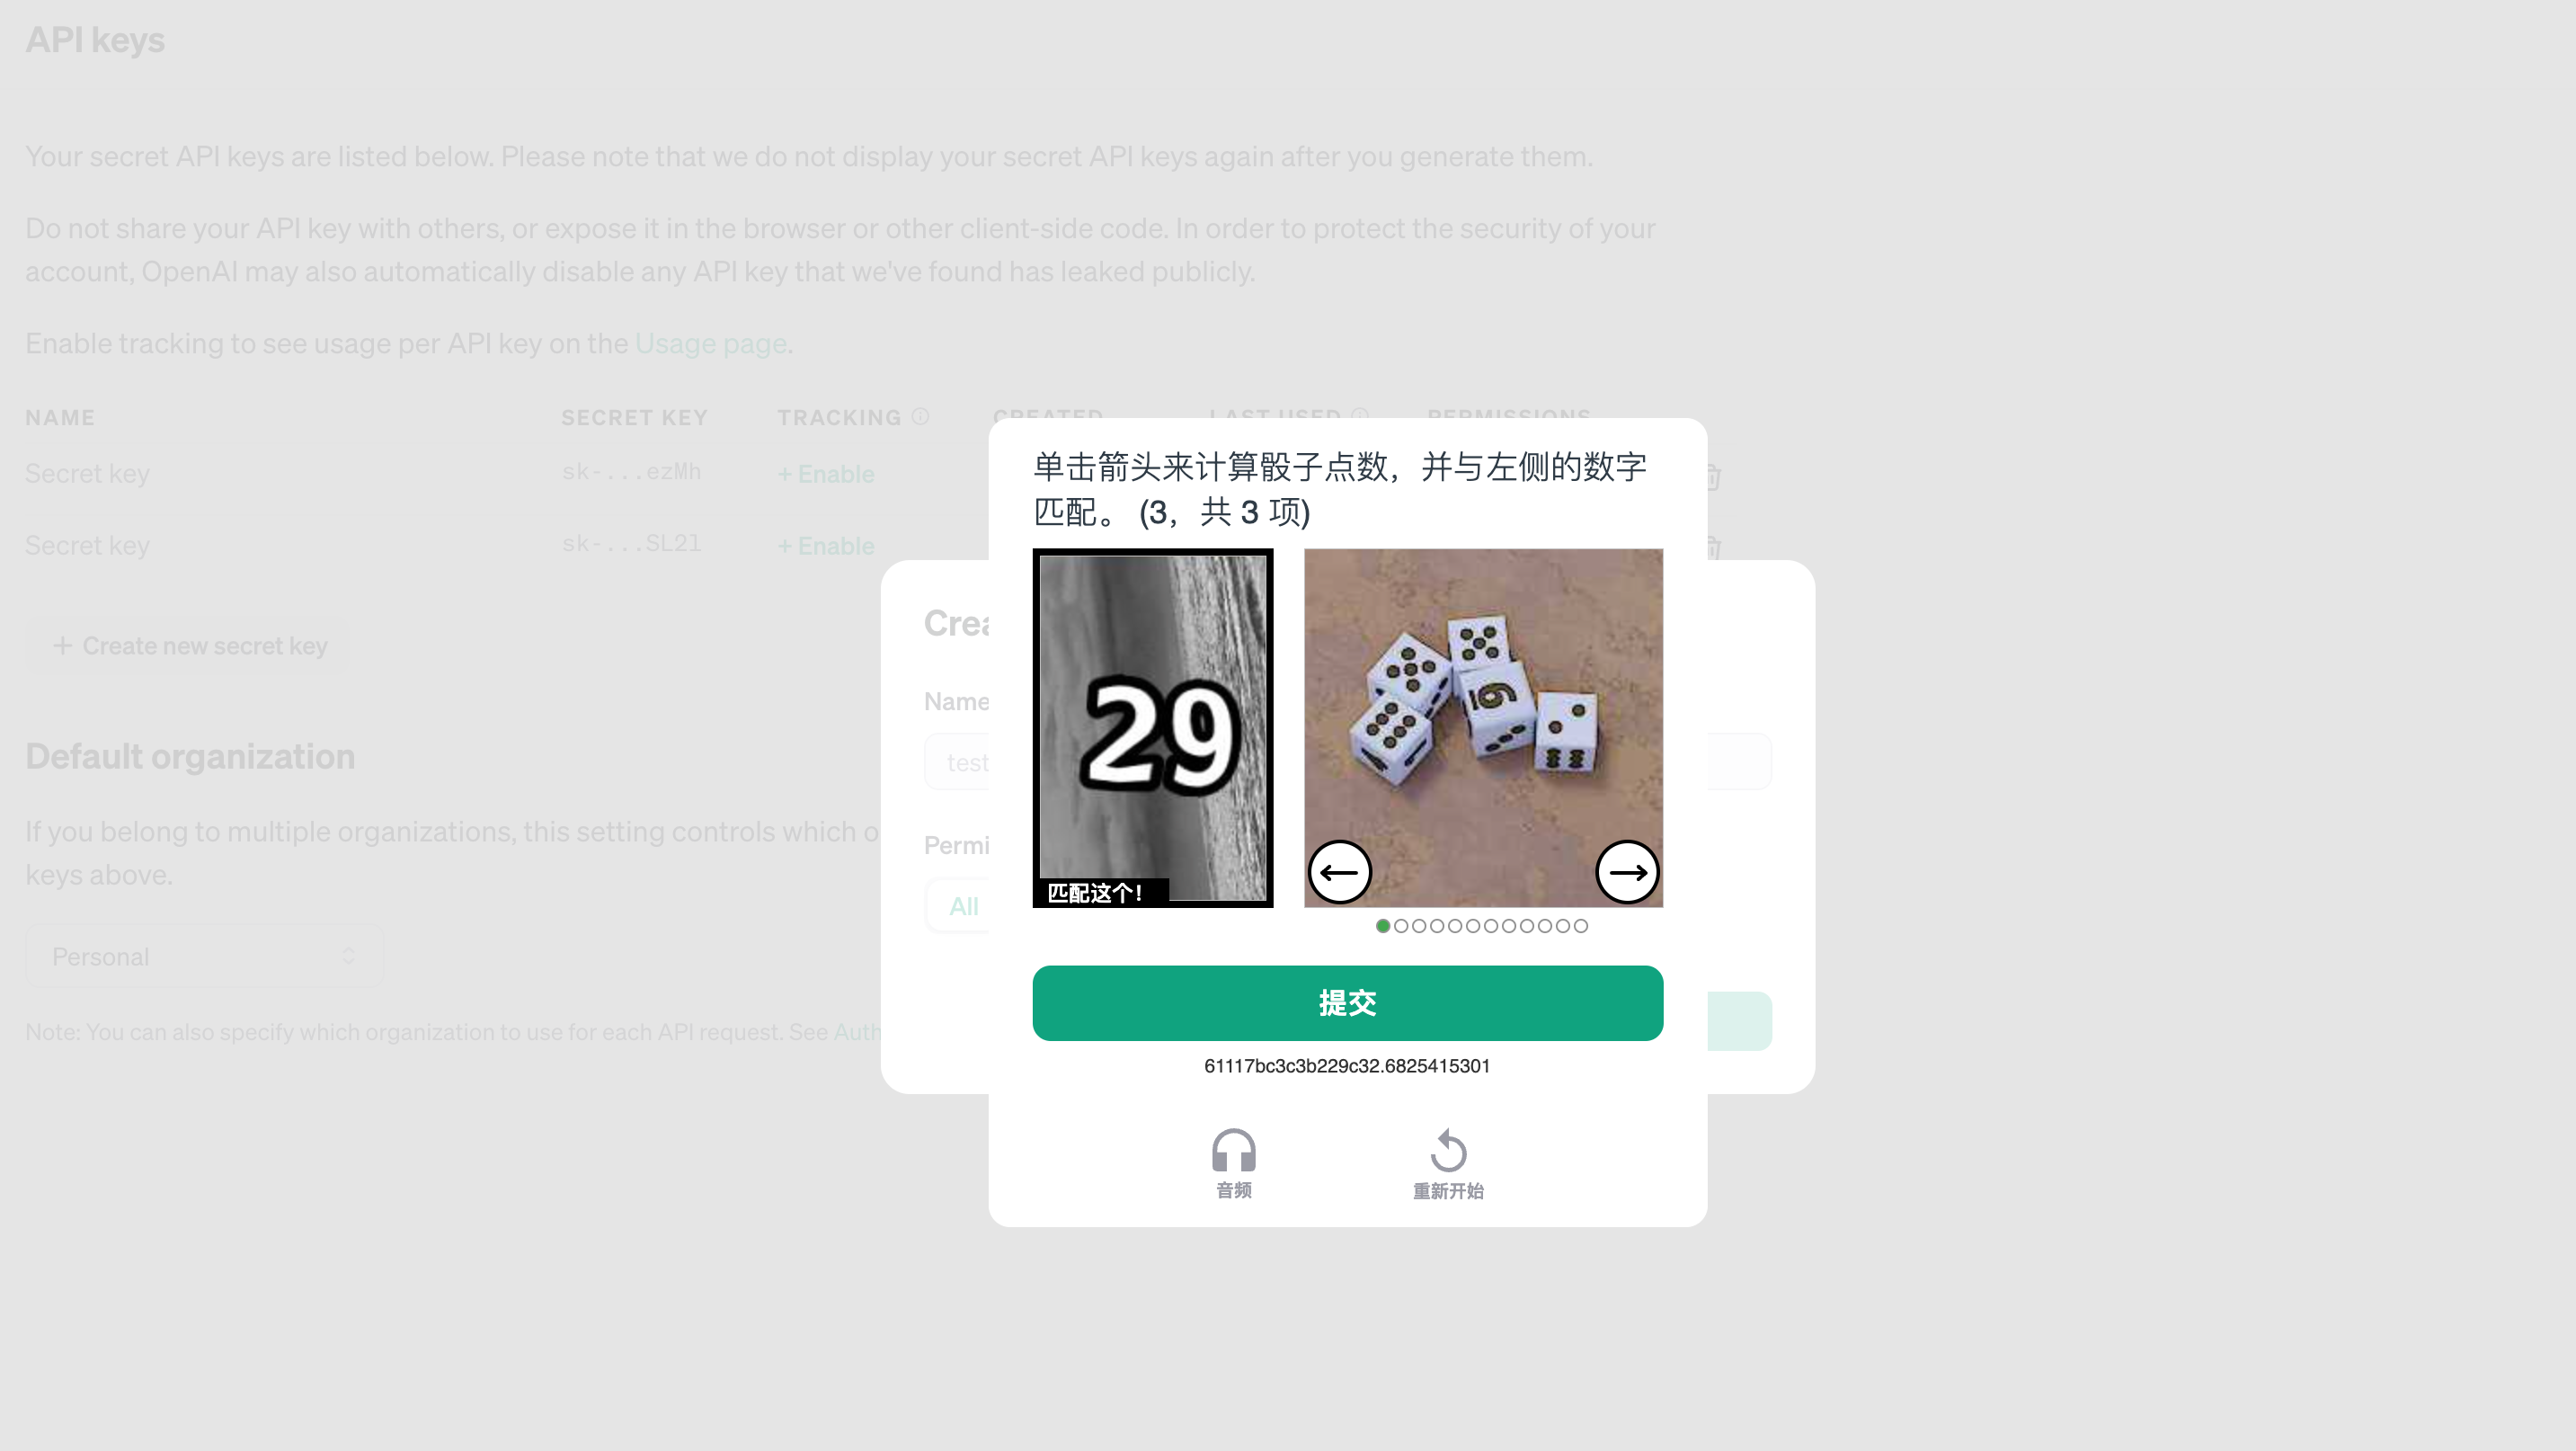 API keys
Your secret API keys are listed below. Please note that we do not display your secret API keys again after you generate them.
Do not share your API key with others, or expose it in the browser or other client-side code. In order to protect the security of your
account, OpenAI may also automatically disable any API key that we've found has leaked publicly.
Enable tracking to see usage per API key on the Usage page.
NAME SECRET KEY TRACKING CREATED LAST USED PERMISSIONS
Secret key sk-...ezMh + Enable
Secret key sk-...SL2l + Enable
+ Create new secret key
Default organization
If you belong to multiple organizations, this setting controls which
keys above.
Personal
Note: You can also specify which organization to use for each API request. See
Name
test
All
单击箭头来计算骰子点数，并与左侧的数字
匹配。 (3，共 3 项)
29
匹配这个！
6
提交
61117bc3c3b229c32.6825415301
音频
重新开始